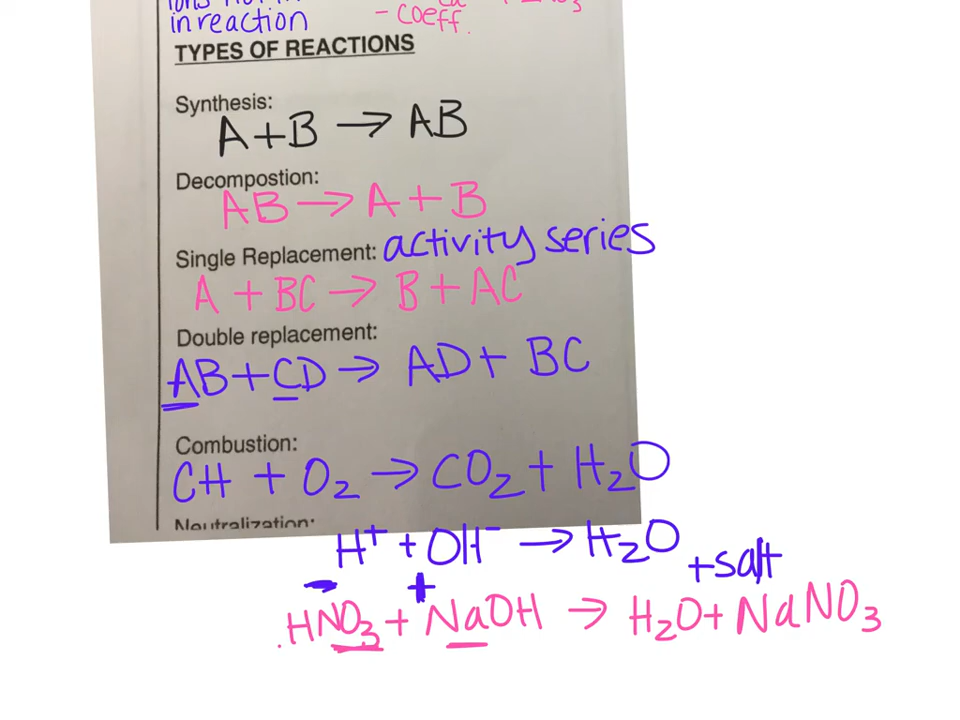 in reaction
- coeff.
TYPES OF REACTIONS
Synthesis:
A+B → AB
Decompostion:
AB → A + B
Single Replacement: activity series
A + BC → B + AC
Double replacement:
AB + CD → AD + BC
Combustion:
CH + O₂ → CO₂ + H₂O
Neutralization:
H⁺ + OH⁻ → H₂O
+ salt
- +
HNO₃ + NaOH → H₂O + NaNO₃